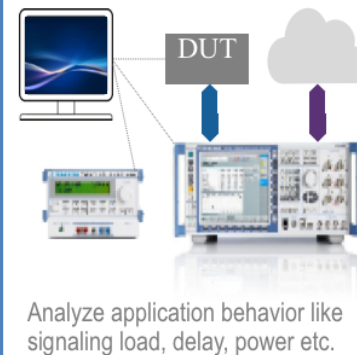 DUT
Analyze application behavior like
signaling load, delay, power etc.